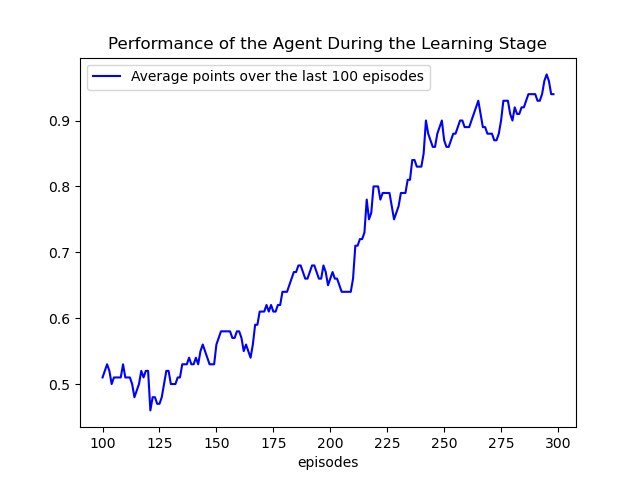 Performance of the Agent During the Learning Stage
Average points over the last 100 episodes
0.9
0.8
0.7
0.6
0.5
100 125 150 175 200 225 250 275 300
episodes